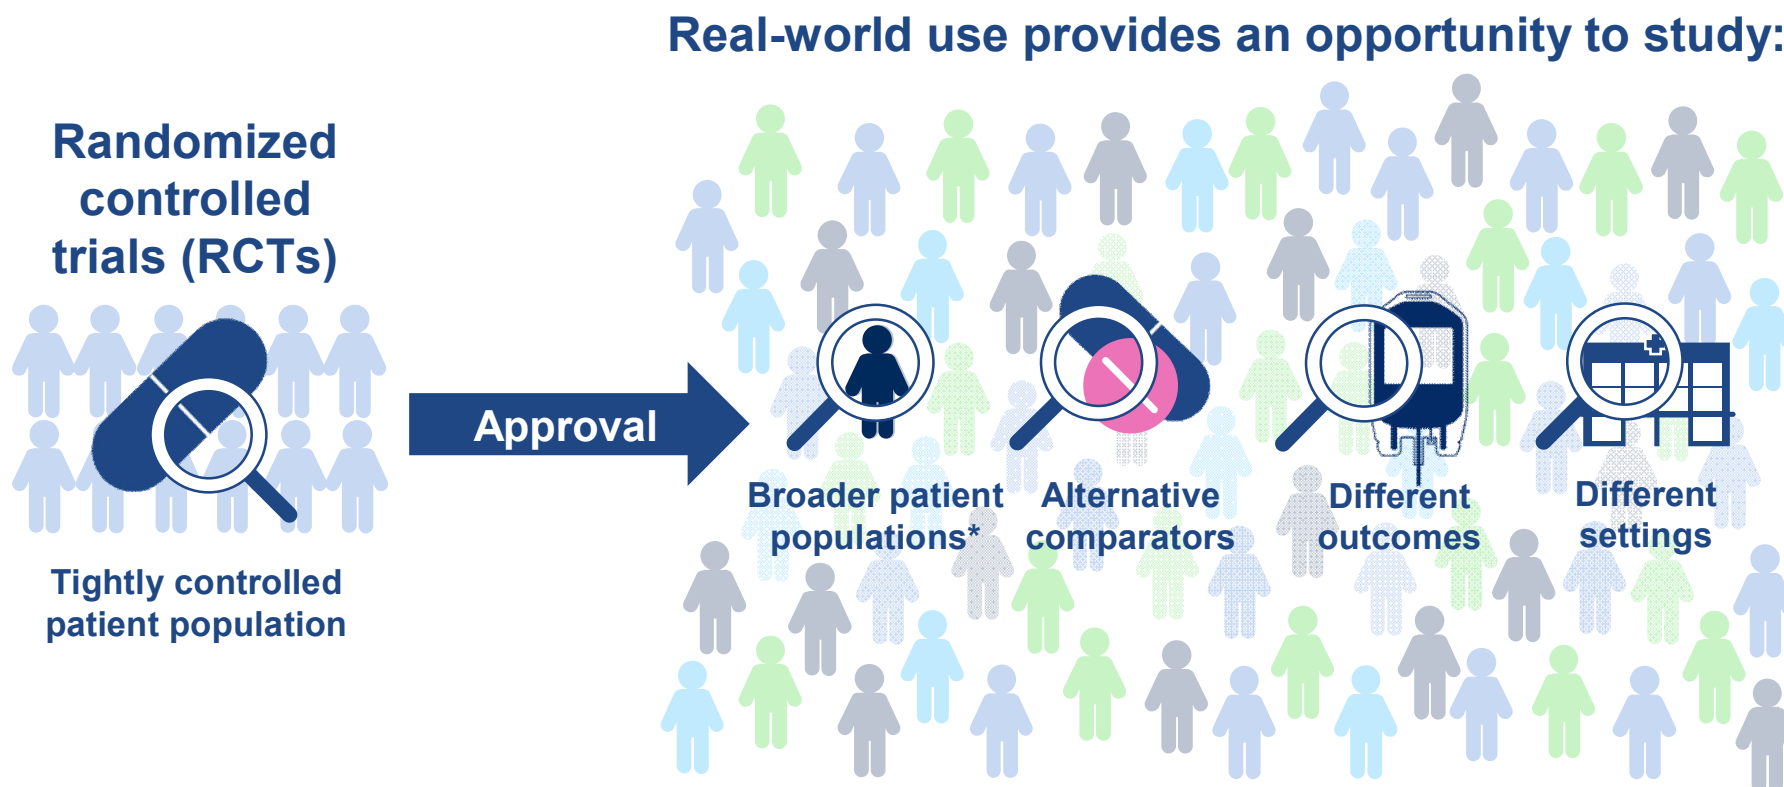 Real-world use provides an opportunity to study:
Randomized
controlled
trials (RCTs)
Tightly controlled
patient population
Approval
Broader patient
populations*
Alternative
comparators
Different
outcomes
Different
settings